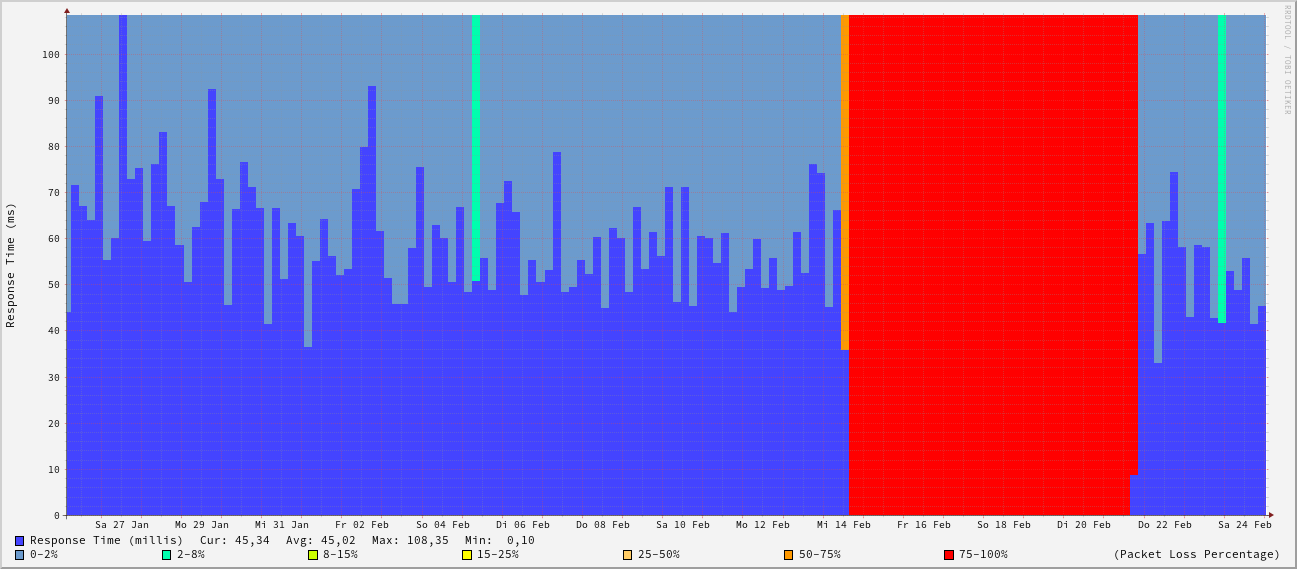 RRDTOOL / TOBI OETIKER
Response Time (ms)
100
90
80
70
60
50
40
30
20
10
0
Sa 27 Jan Mo 29 Jan Mi 31 Jan Fr 02 Feb So 04 Feb Di 06 Feb Do 08 Feb Sa 10 Feb Mo 12 Feb Mi 14 Feb Fr 16 Feb So 18 Feb Di 20 Feb Do 22 Feb Sa 24 Feb
Response Time (millis) Cur: 45,34 Avg: 45,02 Max: 108,35 Min: 0,10
0-2% 2-8% 8-15% 15-25% 25-50% 50-75% 75-100% (Packet Loss Percentage)